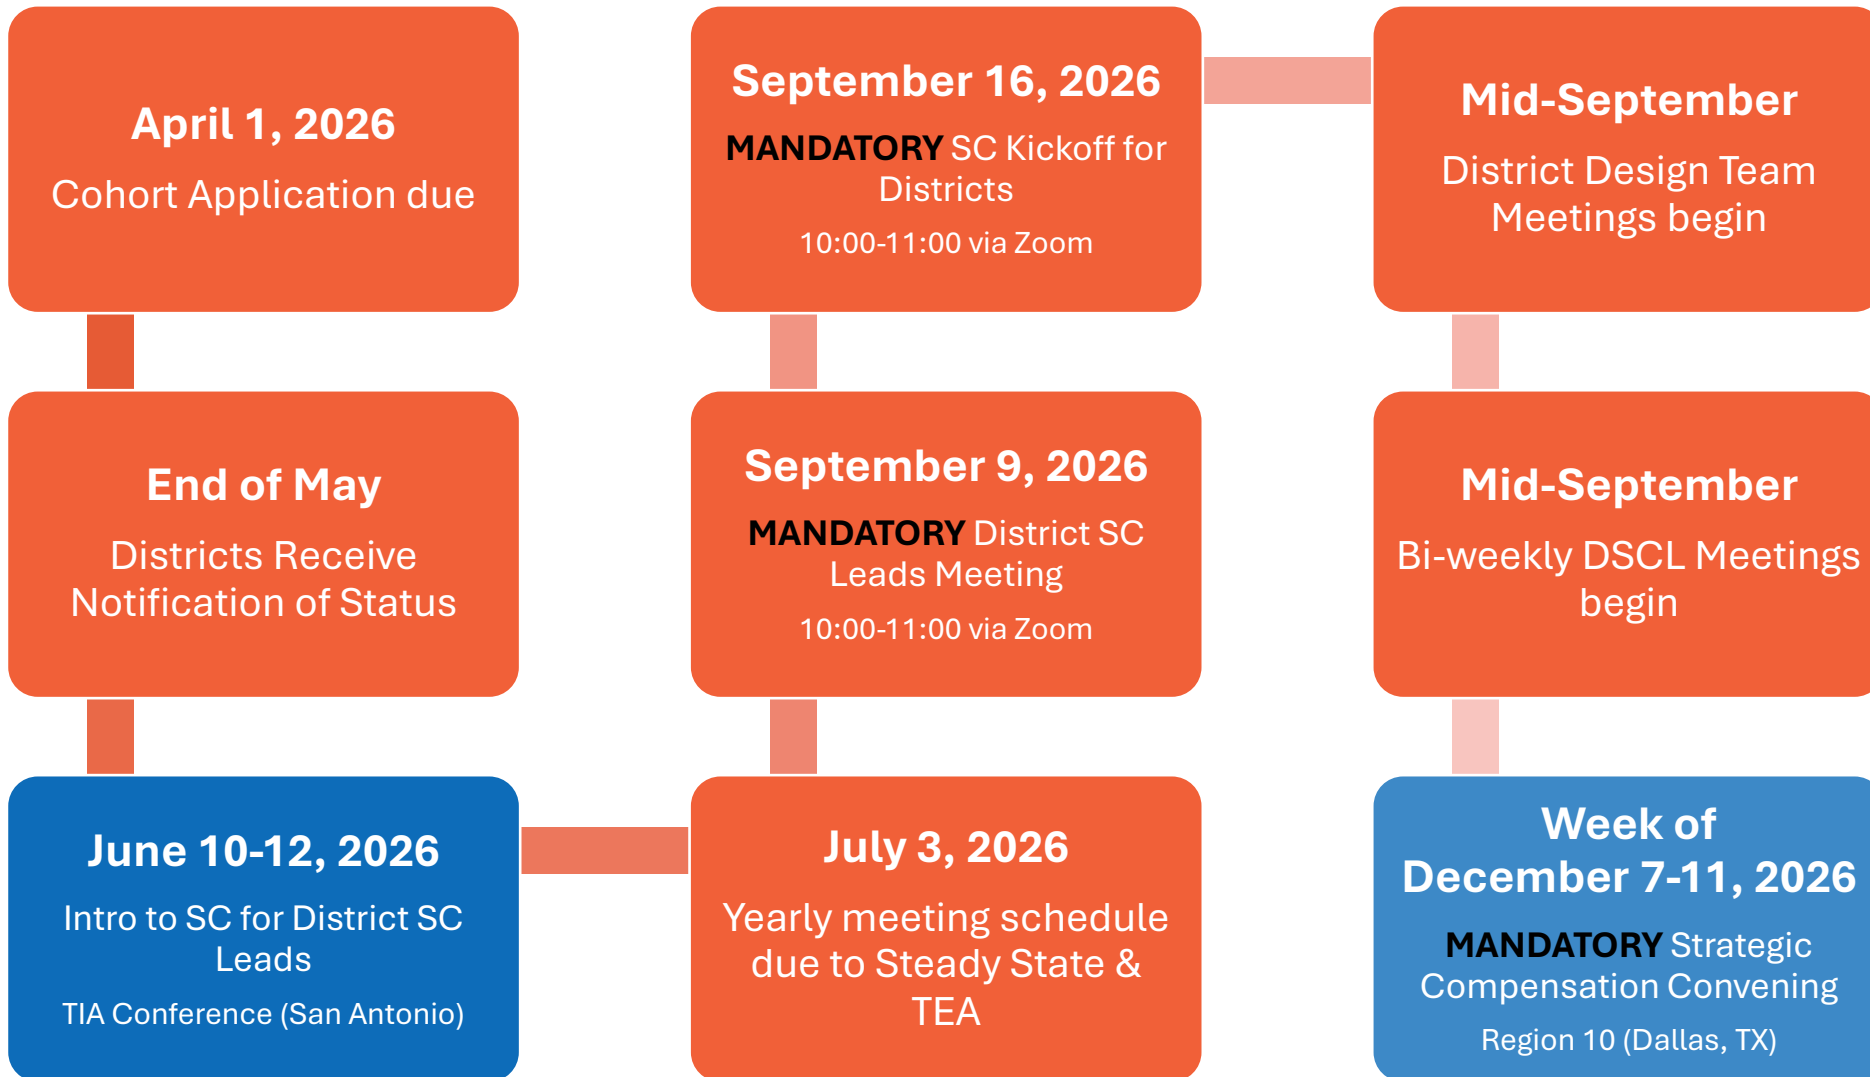 April 1, 2026
Cohort Application due
End of May
Districts Receive
Notification of Status
June 10-12, 2026
Intro to SC for District SC
Leads
TIA Conference (San Antonio)
July 3, 2026
Yearly meeting schedule
due to Steady State &
TEA
September 9, 2026
MANDATORY District SC
Leads Meeting
10:00-11:00 via Zoom
September 16, 2026
MANDATORY SC Kickoff for
Districts
10:00-11:00 via Zoom
Mid-September
District Design Team
Meetings begin
Mid-September
Bi-weekly DSCL Meetings
begin
Week of
December 7-11, 2026
MANDATORY Strategic
Compensation Convening
Region 10 (Dallas, TX)